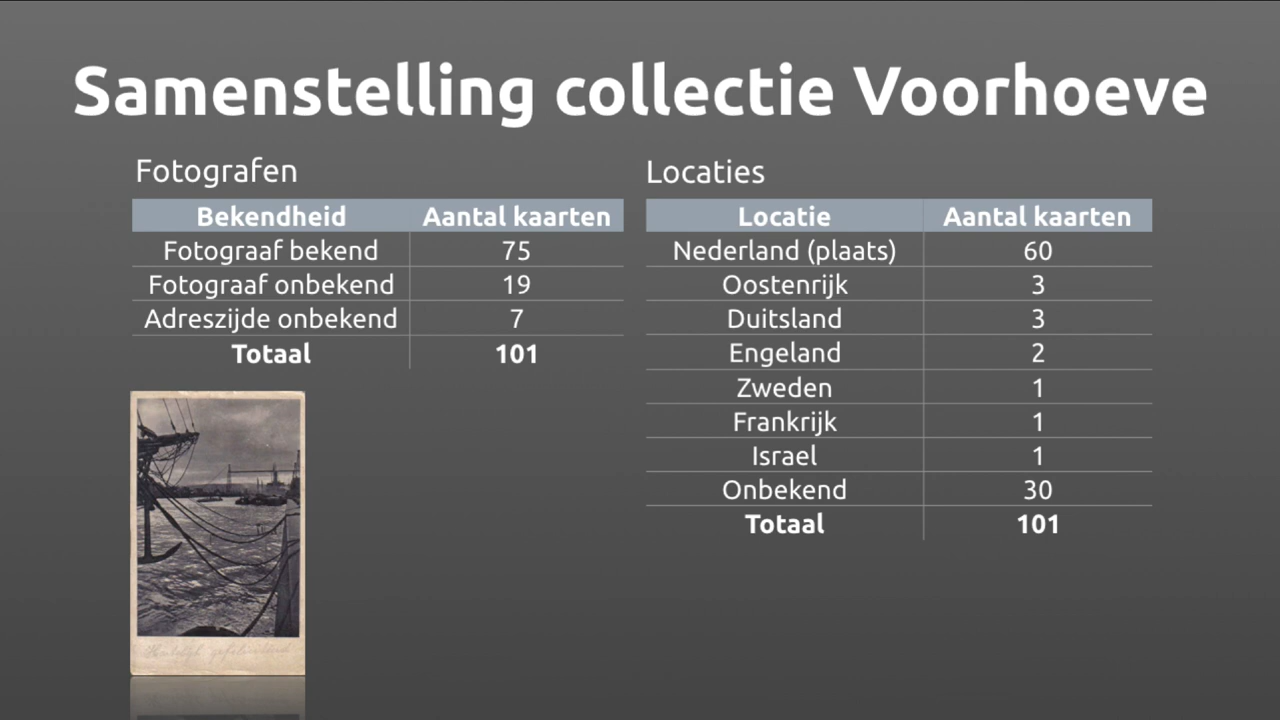 Samenstelling collectie Voorhoeve
Fotografen
Bekendheid Aantal kaarten
Fotograaf bekend 75
Fotograaf onbekend 19
Adreszijde onbekend 7
Totaal 101
Locaties
Locatie Aantal kaarten
Nederland (plaats) 60
Oostenrijk 3
Duitsland 3
Engeland 2
Zweden 1
Frankrijk 1
Israel 1
Onbekend 30
Totaal 101